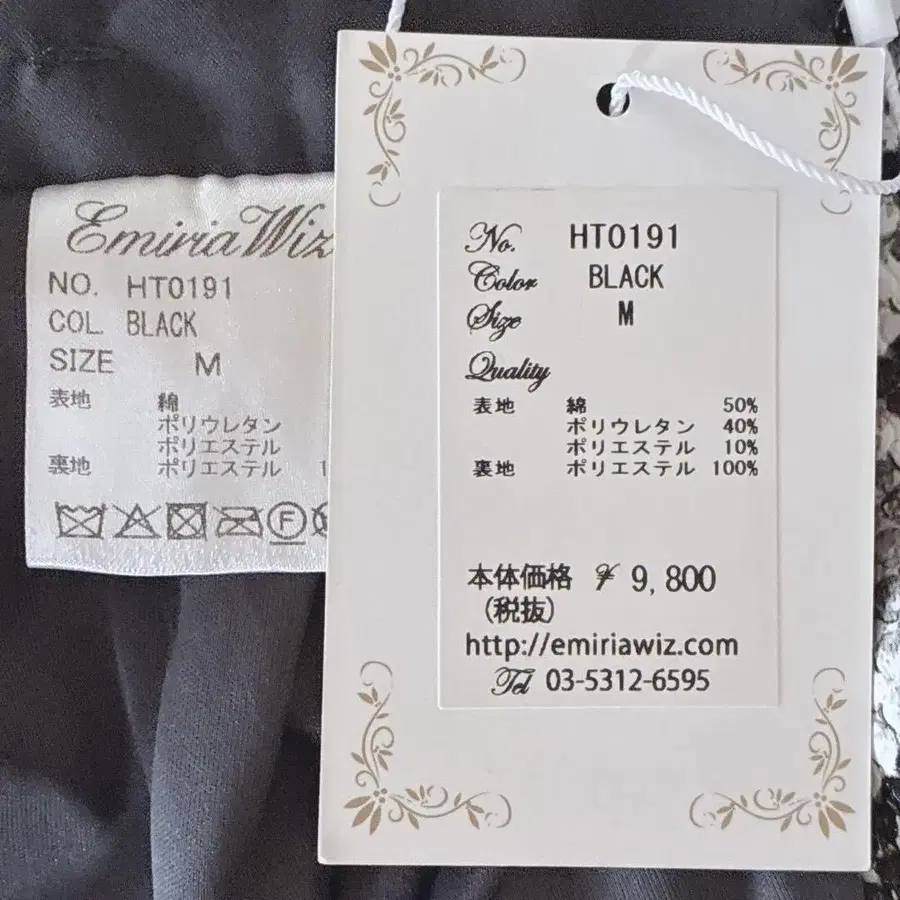 EmiriaWiz
NO. HT0191
COL. BLACK
SIZE M
表地 綿
ポリウレタン
ポリエステル
裏地 ポリエステル 1
F
No. HT0191
Color BLACK
Size M
Quality
表地 綿 50%
ポリウレタン 40%
ポリエステル 10%
裏地 ポリエステル 100%
本体価格 ¥ 9,800
(税抜)
http://emiriawiz.com
Tel 03-5312-6595